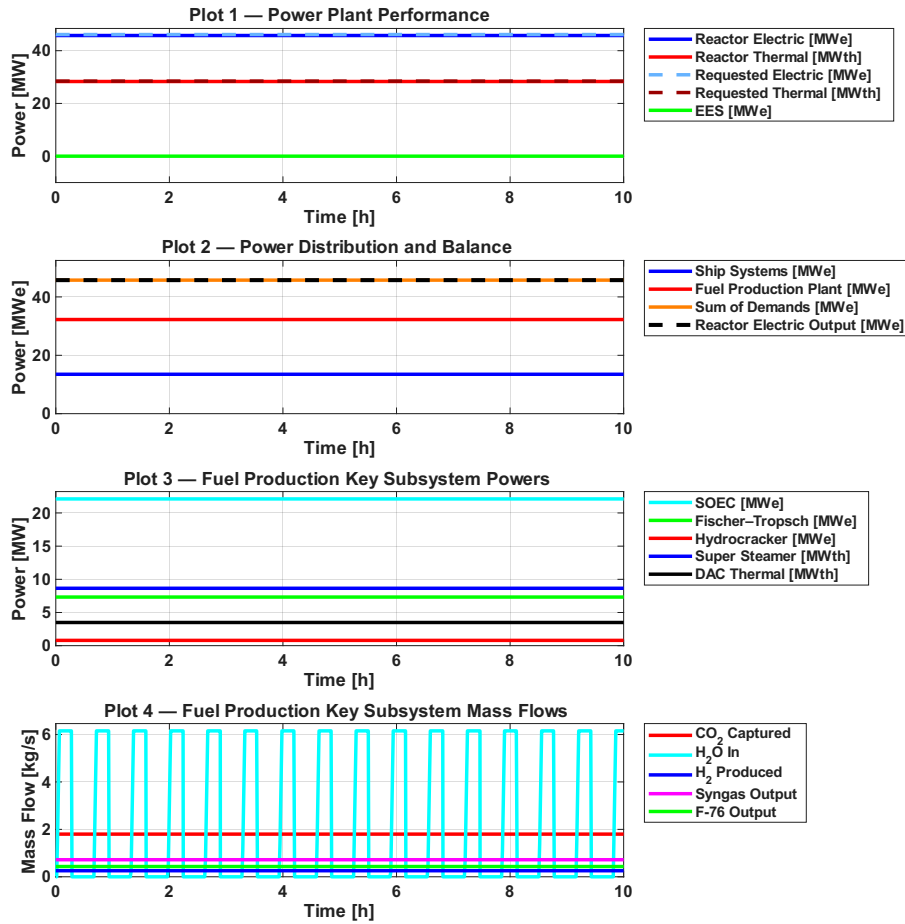 Plot 1 — Power Plant Performance
Power [MW]
40
20
0
0 2 4 6 8 10
Time [h]
Reactor Electric [MWe]
Reactor Thermal [MWth]
Requested Electric [MWe]
Requested Thermal [MWth]
EES [MWe]
Plot 2 — Power Distribution and Balance
Power [MWe]
40
20
0
0 2 4 6 8 10
Time [h]
Ship Systems [MWe]
Fuel Production Plant [MWe]
Sum of Demands [MWe]
Reactor Electric Output [MWe]
Plot 3 — Fuel Production Key Subsystem Powers
Power [MW]
20
15
10
5
0
0 2 4 6 8 10
Time [h]
SOEC [MWe]
Fischer–Tropsch [MWe]
Hydrocracker [MWe]
Super Steamer [MWth]
DAC Thermal [MWth]
Plot 4 — Fuel Production Key Subsystem Mass Flows
Mass Flow [kg/s]
6
4
2
0
0 2 4 6 8 10
Time [h]
CO₂ Captured
H₂O In
H₂ Produced
Syngas Output
F-76 Output